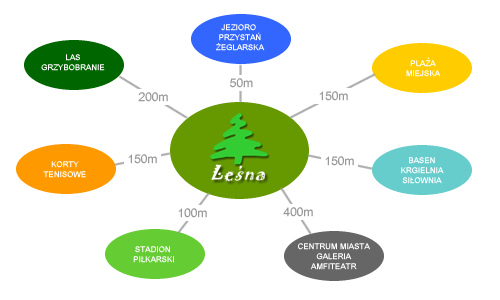 JEZIORO
PRZYSTAŃ
ŻEGLARSKA
LAS
GRZYBOBRANIE
PLAŻA
MIEJSKA
50m
200m
150m
Leśna
KORTY
TENISOWE
150m
150m
BASEN
KRGIELNIA
SIŁOWNIA
100m
400m
STADION
PIŁKARSKI
CENTRUM MIASTA
GALERIA
AMFITEATR